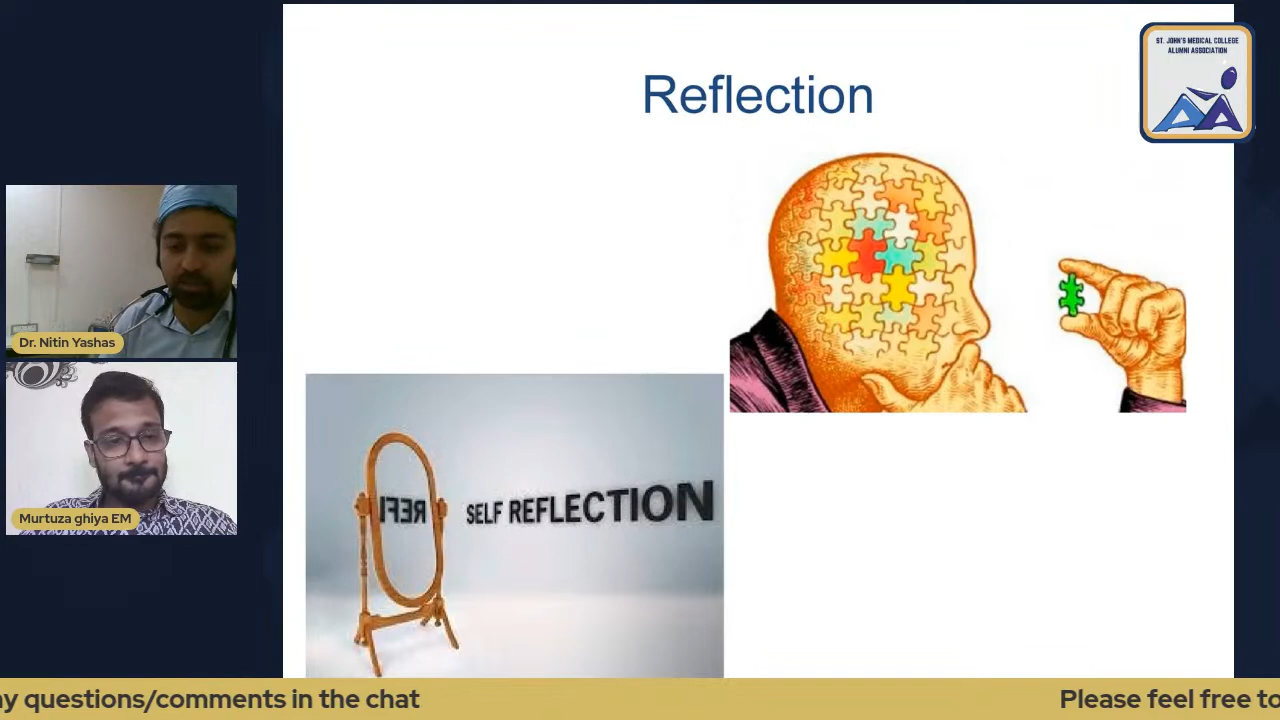 Reflection
ST. JOHN'S MEDICAL COLLEGE
ALUMNI ASSOCIATION
Dr. Nitin Yashas
Murtuza ghiya EM
REFL
SELF REFLECTION
questions/comments in the chat
Please feel free to